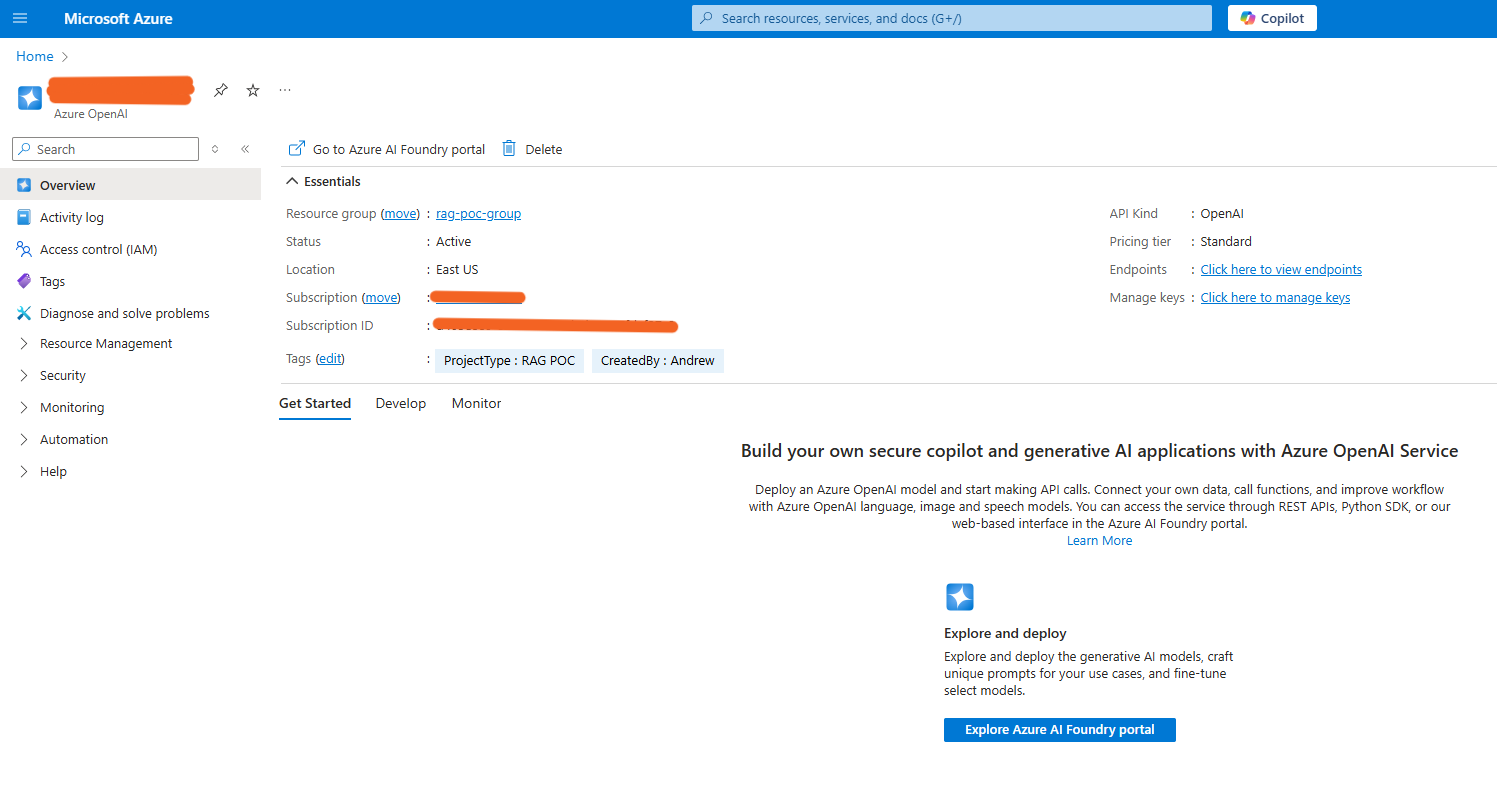 Microsoft Azure
Search resources, services, and docs (G+/)
Copilot
Home
Azure OpenAI
Search
Go to Azure AI Foundry portal
Delete
Overview
Activity log
Access control (IAM)
Tags
Diagnose and solve problems
Resource Management
Security
Monitoring
Automation
Help
Essentials
Resource group (move) : rag-poc-group
Status : Active
Location : East US
Subscription (move) :
Subscription ID :
Tags (edit) : ProjectType : RAG POC CreatedBy : Andrew
API Kind : OpenAI
Pricing tier : Standard
Endpoints : Click here to view endpoints
Manage keys : Click here to manage keys
Get Started Develop Monitor
Build your own secure copilot and generative AI applications with Azure OpenAI Service
Deploy an Azure OpenAI model and start making API calls. Connect your own data, call functions, and improve workflow
with Azure OpenAI language, image and speech models. You can access the service through REST APIs, Python SDK, or our
web-based interface in the Azure AI Foundry portal.
Learn More
Explore and deploy
Explore and deploy the generative AI models, craft
unique prompts for your use cases, and fine-tune
select models.
Explore Azure AI Foundry portal